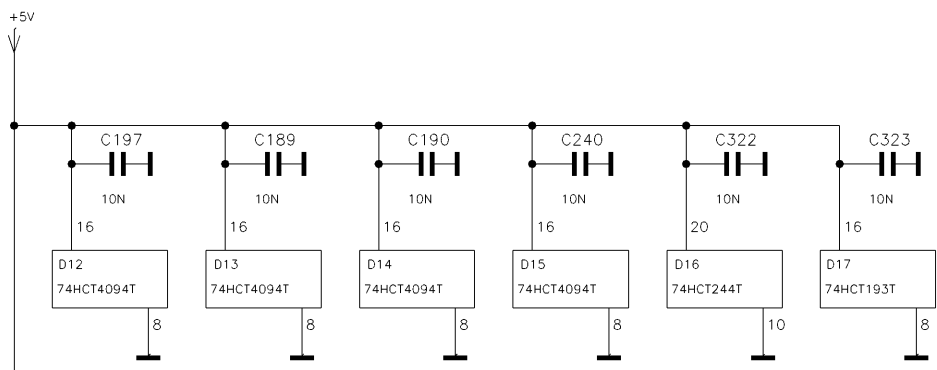 +5V
C197 C189 C190 C240 C322 C323
10N 10N 10N 10N 10N 10N
16 16 16 16 20 16
D12 D13 D14 D15 D16 D17
74HCT4094T 74HCT4094T 74HCT4094T 74HCT4094T 74HCT244T 74HCT193T
8 8 8 8 10 8